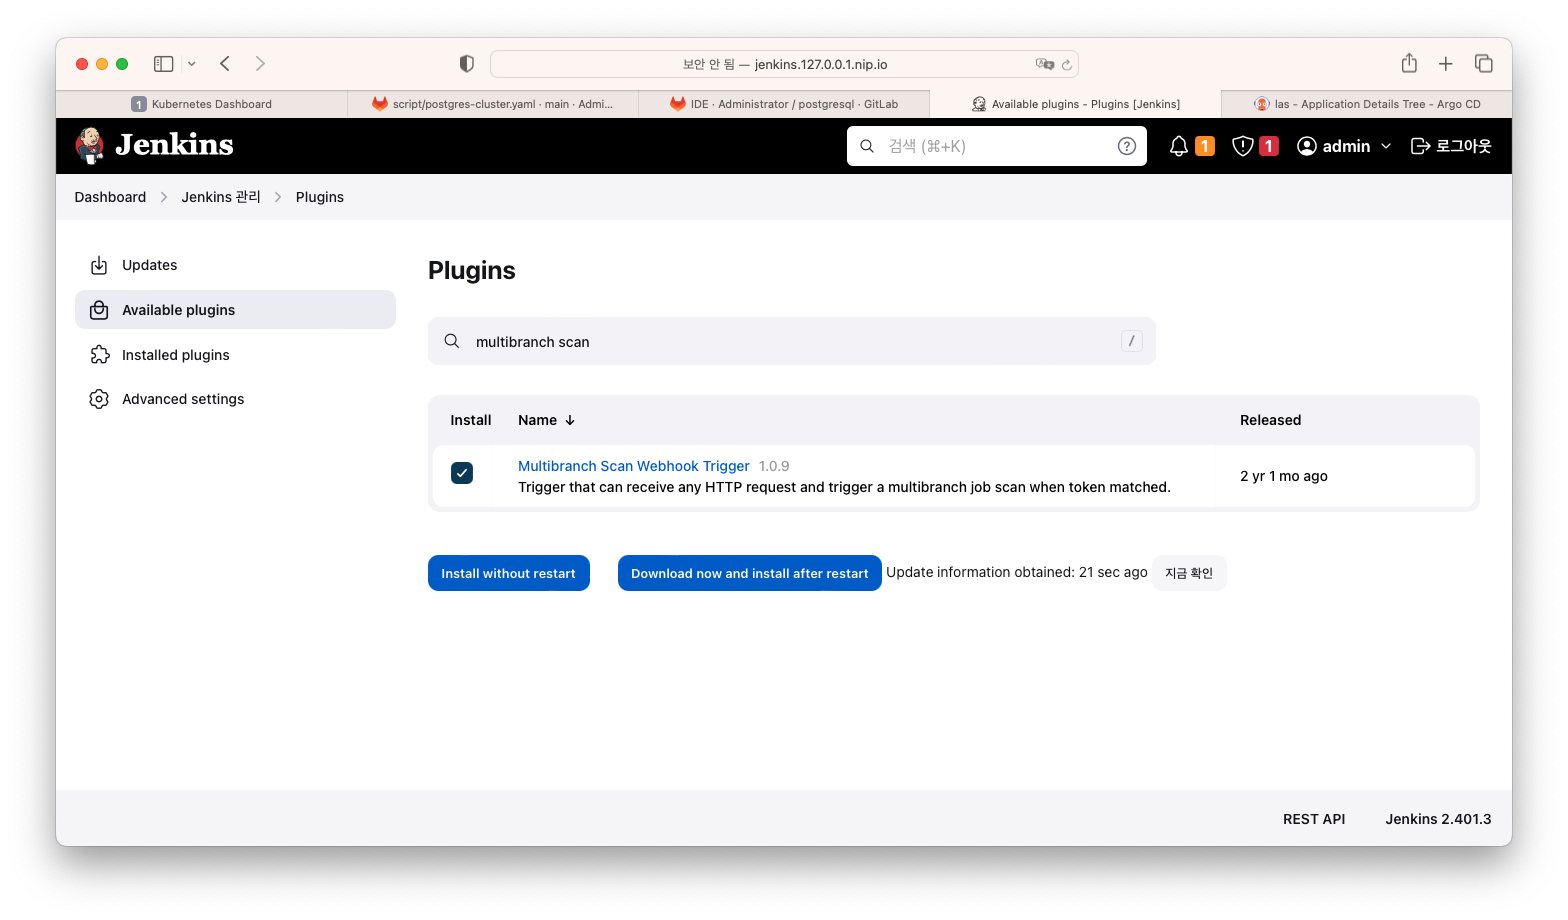 보안 안 됨 — jenkins.127.0.0.1.nip.io
1 Kubernetes Dashboard
script/postgres-cluster.yaml · main · Admi...
IDE · Administrator / postgresql · GitLab
Available plugins - Plugins [Jenkins]
las - Application Details Tree - Argo CD
Jenkins
검색 (⌘+K)
?
1
1
admin
로그아웃
Dashboard
Jenkins 관리
Plugins
Updates
Available plugins
Installed plugins
Advanced settings
Plugins
multibranch scan
/
Install Name ↓ Released
Multibranch Scan Webhook Trigger 1.0.9
Trigger that can receive any HTTP request and trigger a multibranch job scan when token matched.
2 yr 1 mo ago
Install without restart
Download now and install after restart
Update information obtained: 21 sec ago
지금 확인
REST API
Jenkins 2.401.3